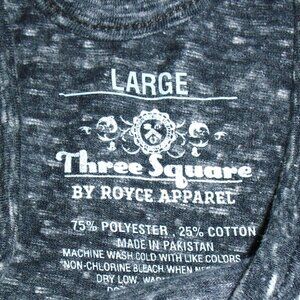 LARGE
Three Square
BY ROYCE APPAREL
75% POLYESTER, 25% COTTON
MADE IN PAKISTAN
MACHINE WASH COLD WITH LIKE COLORS
NON-CHLORINE BLEACH WHEN
DRY LOW,